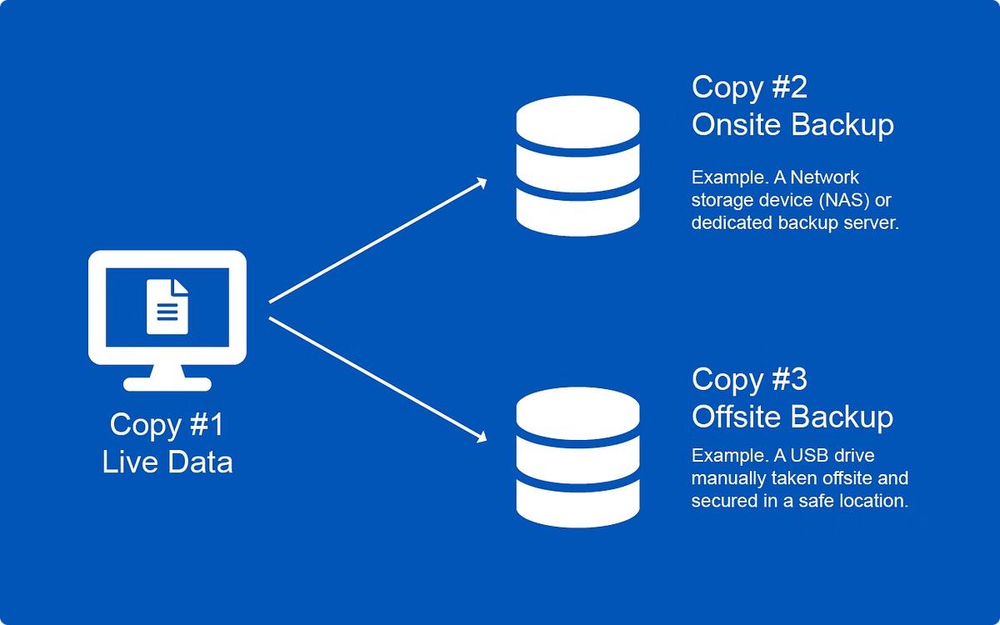 Copy #2
Onsite Backup
Example. A Network
storage device (NAS) or
dedicated backup server.
Copy #1
Live Data
Copy #3
Offsite Backup
Example. A USB drive
manually taken offsite and
secured in a safe location.